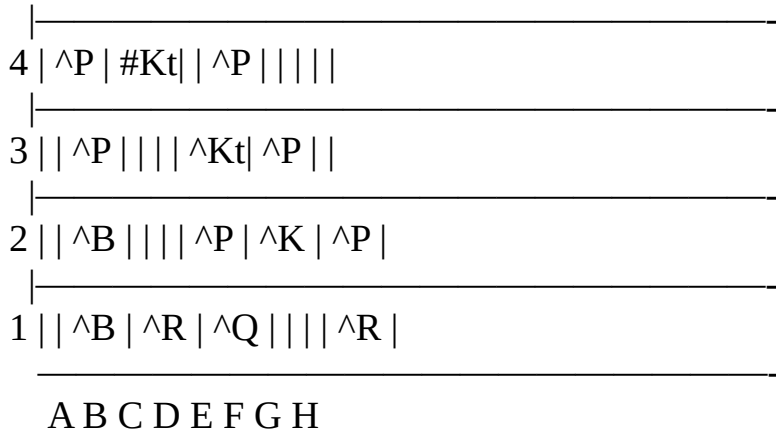 |———————————————————————-
4 | ^P | #Kt| | ^P | | | | |
|———————————————————————-
3 | | ^P | | | | ^Kt| ^P | |
|———————————————————————-
2 | | ^B | | | | ^P | ^K | ^P |
|———————————————————————-
1 | | ^B | ^R | ^Q | | | | ^R |
———————————————————————-
A B C D E F G H